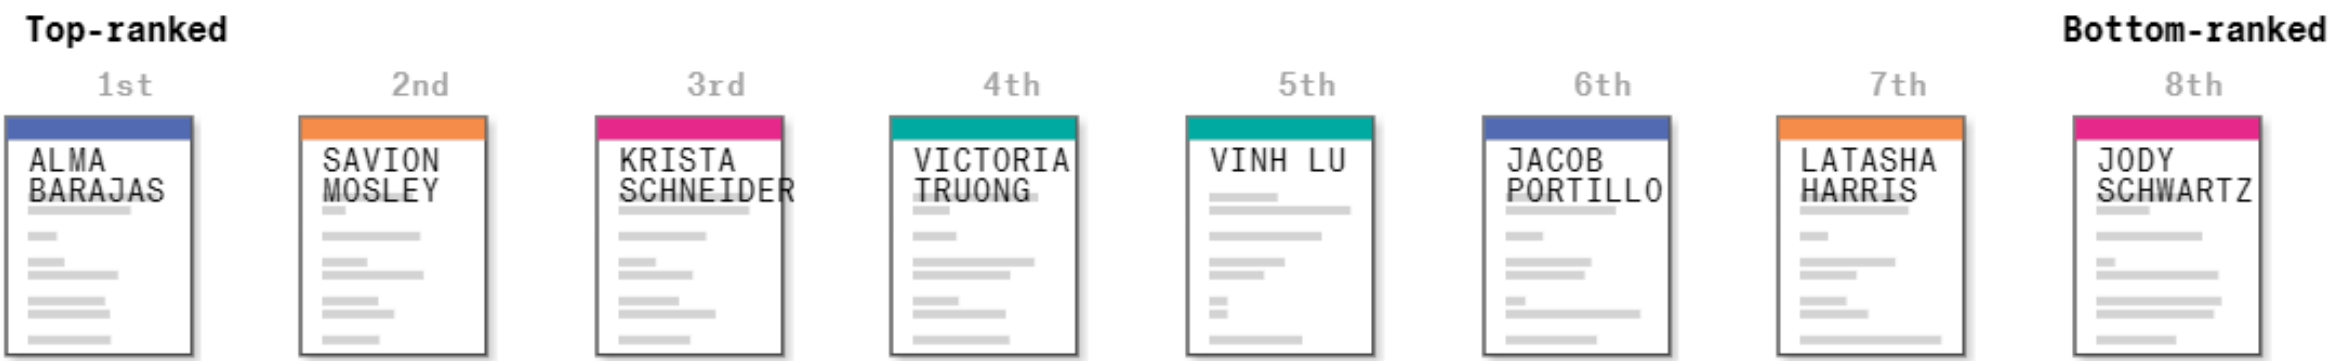 Top-ranked
Bottom-ranked
1st
2nd
3rd
4th
5th
6th
7th
8th
ALMA
BARAJAS
SAVION
MOSLEY
KRISTA
SCHNEIDER
VICTORIA
TRUONG
VINH LU
JACOB
PORTILLO
LATASHA
HARRIS
JODY
SCHWARTZ